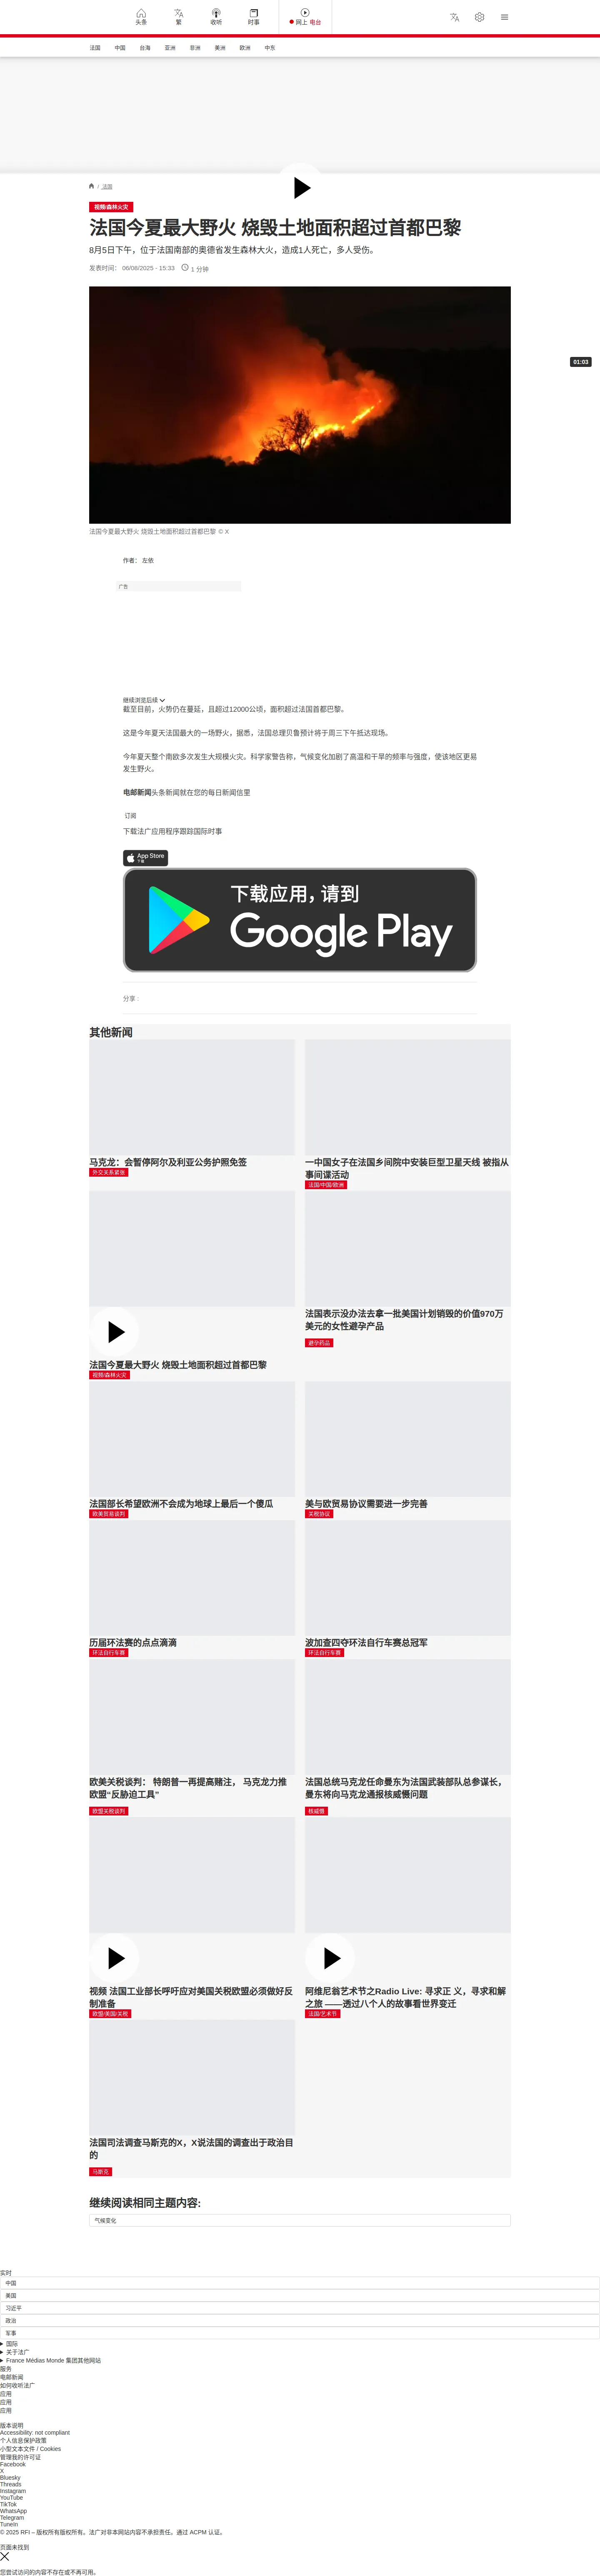 头条
繁
收听
时事
网上 电台
法国
中国
台海
亚洲
非洲
美洲
欧洲
中东
/ 法国
视频/森林火灾
法国今夏最大野火 烧毁土地面积超过首都巴黎
8月5日下午，位于法国南部的奥德省发生森林大火，造成1人死亡，多人受伤。
发表时间： 06/08/2025 - 15:33
1 分钟
01:03
法国今夏最大野火 烧毁土地面积超过首都巴黎 © X
作者： 左依
广告
继续浏览后续
截至目前，火势仍在蔓延，且超过12000公顷，面积超过法国首都巴黎。
这是今年夏天法国最大的一场野火，据悉，法国总理贝鲁预计将于周三下午抵达现场。
今年夏天整个南欧多次发生大规模火灾。科学家警告称，气候变化加剧了高温和干旱的频率与强度，使该地区更易
发生野火。
电邮新闻头条新闻就在您的每日新闻信里
订阅
下载法广应用程序跟踪国际时事
App Store
下载
下载应用，请到
Google Play
分享 :
其他新闻
马克龙：会暂停阿尔及利亚公务护照免签
外交关系紧张
一中国女子在法国乡间院中安装巨型卫星天线 被指从
事间谍活动
法国/中国/欧洲
法国今夏最大野火 烧毁土地面积超过首都巴黎
视频/森林火灾
法国表示没办法去拿一批美国计划销毁的价值970万
美元的女性避孕产品
避孕药品
法国部长希望欧洲不会成为地球上最后一个傻瓜
欧美贸易谈判
美与欧贸易协议需要进一步完善
关税协议
历届环法赛的点点滴滴
环法自行车赛
波加查四夺环法自行车赛总冠军
环法自行车赛
欧美关税谈判： 特朗普一再提高赌注， 马克龙力推
欧盟“反胁迫工具”
欧盟关税谈判
法国总统马克龙任命曼东为法国武装部队总参谋长，
曼东将向马克龙通报核威慑问题
核威慑
视频 法国工业部长呼吁应对美国关税欧盟必须做好反
制准备
欧盟/美国/关税
阿维尼翁艺术节之Radio Live: 寻求正 义，寻求和解
之旅 ——透过八个人的故事看世界变迁
法国/艺术节
法国司法调查马斯克的X，X说法国的调查出于政治目
的
马斯克
继续阅读相同主题内容:
气候变化
实时
中国
美国
习近平
政治
军事
国际
关于法广
France Médias Monde 集团其他网站
服务
电邮新闻
如何收听法广
应用
应用
应用
版本说明
Accessibility: not compliant
个人信息保护政策
小型文本文件 / Cookies
管理我的许可证
Facebook
X
Bluesky
Threads
Instagram
YouTube
TikTok
WhatsApp
Telegram
TuneIn
© 2025 RFI – 版权所有版权所有。法广对非本网站内容不承担责任。通过 ACPM 认证。
页面未找到
您尝试访问的内容不存在或不再可用。